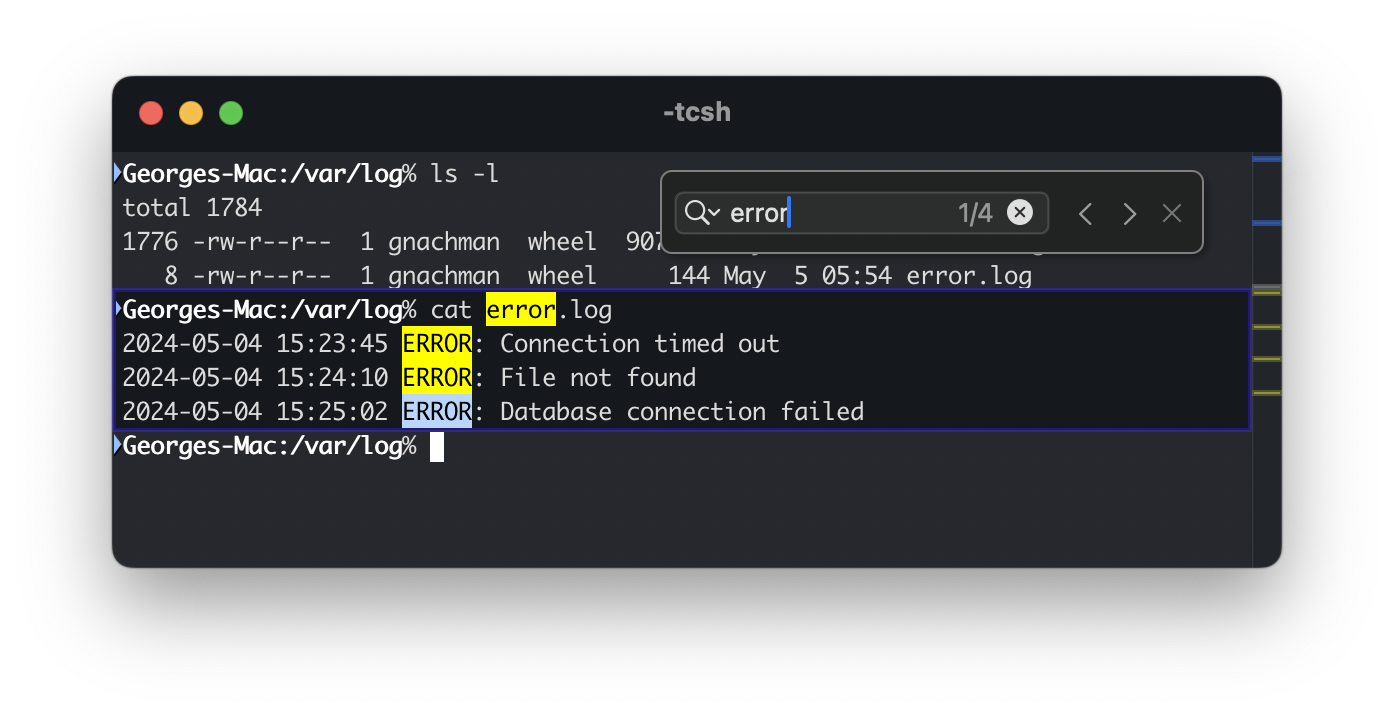 -tcsh
Georges-Mac:/var/log% ls -l
error 1/4
total 1784
1776 -rw-r--r--  1 gnachman  wheel  907
   8 -rw-r--r--  1 gnachman  wheel     144 May  5 05:54 error.log
Georges-Mac:/var/log% cat error.log
2024-05-04 15:23:45 ERROR: Connection timed out
2024-05-04 15:24:10 ERROR: File not found
2024-05-04 15:25:02 ERROR: Database connection failed
Georges-Mac:/var/log%